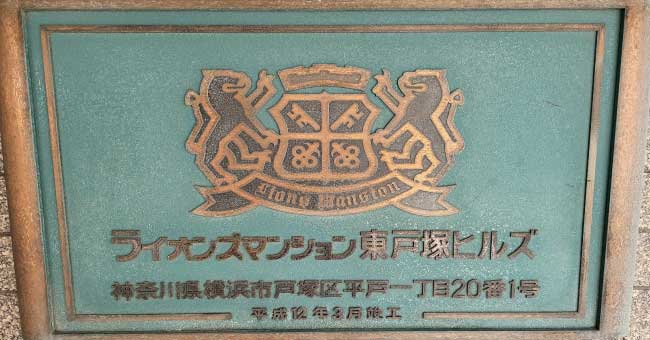 Lions Mansion
ライオンズマンション東戸塚ヒルズ
神奈川県横浜市戸塚区平戸一丁目20番1号
平成12年3月竣工